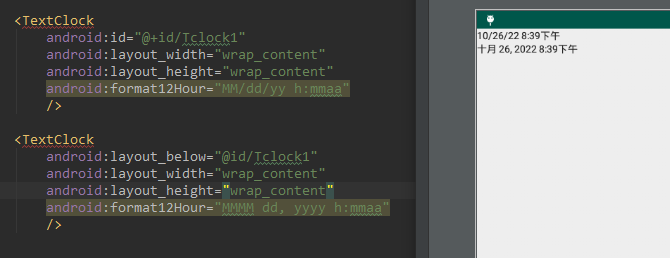 <TextClock
android:id="@+id/Tclock1"
android:layout_width="wrap_content"
android:layout_height="wrap_content"
android:format12Hour="MM/dd/yy h:mmaa"
/>
<TextClock
android:layout_below="@id/Tclock1"
android:layout_width="wrap_content"
android:layout_height="wrap_content"
android:format12Hour="MMMM dd, yyyy h:mmaa"
/>
10/26/22 8:39下午
十月 26, 2022 8:39下午